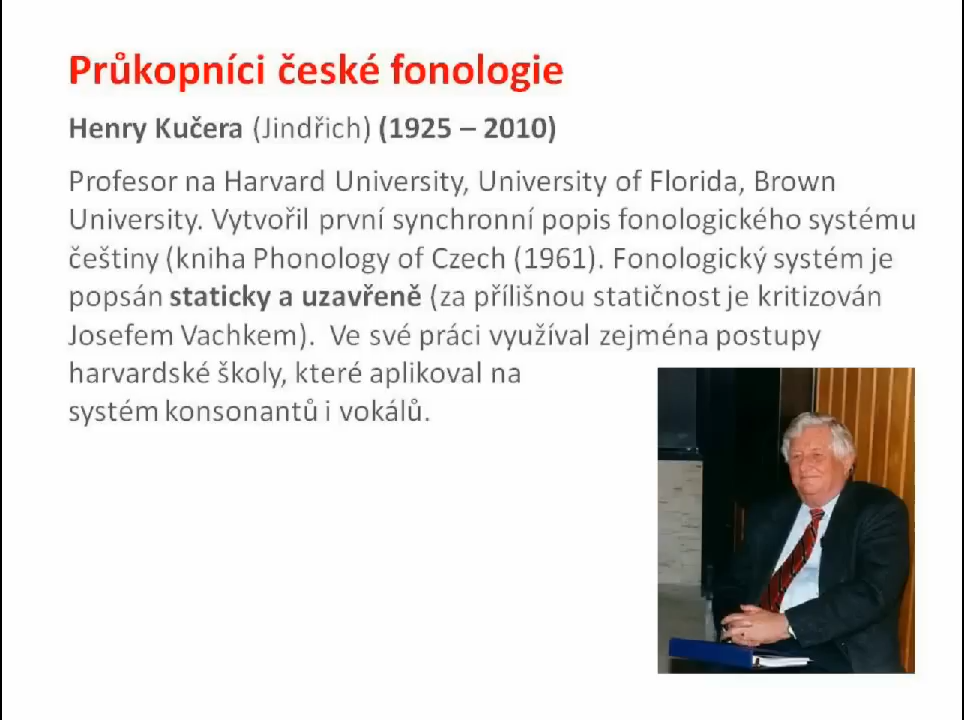 Průkopníci české fonologie
Henry Kučera (Jindřich) (1925 – 2010)
Profesor na Harvard University, University of Florida, Brown
University. Vytvořil první synchronní popis fonologického systému
češtiny (kniha Phonology of Czech (1961). Fonologický systém je
popsán staticky a uzavřeně (za přílišnou statičnost je kritizován
Josefem Vachkem). Ve své práci využíval zejména postupy
harvardské školy, které aplikoval na
systém konsonantů i vokálů.